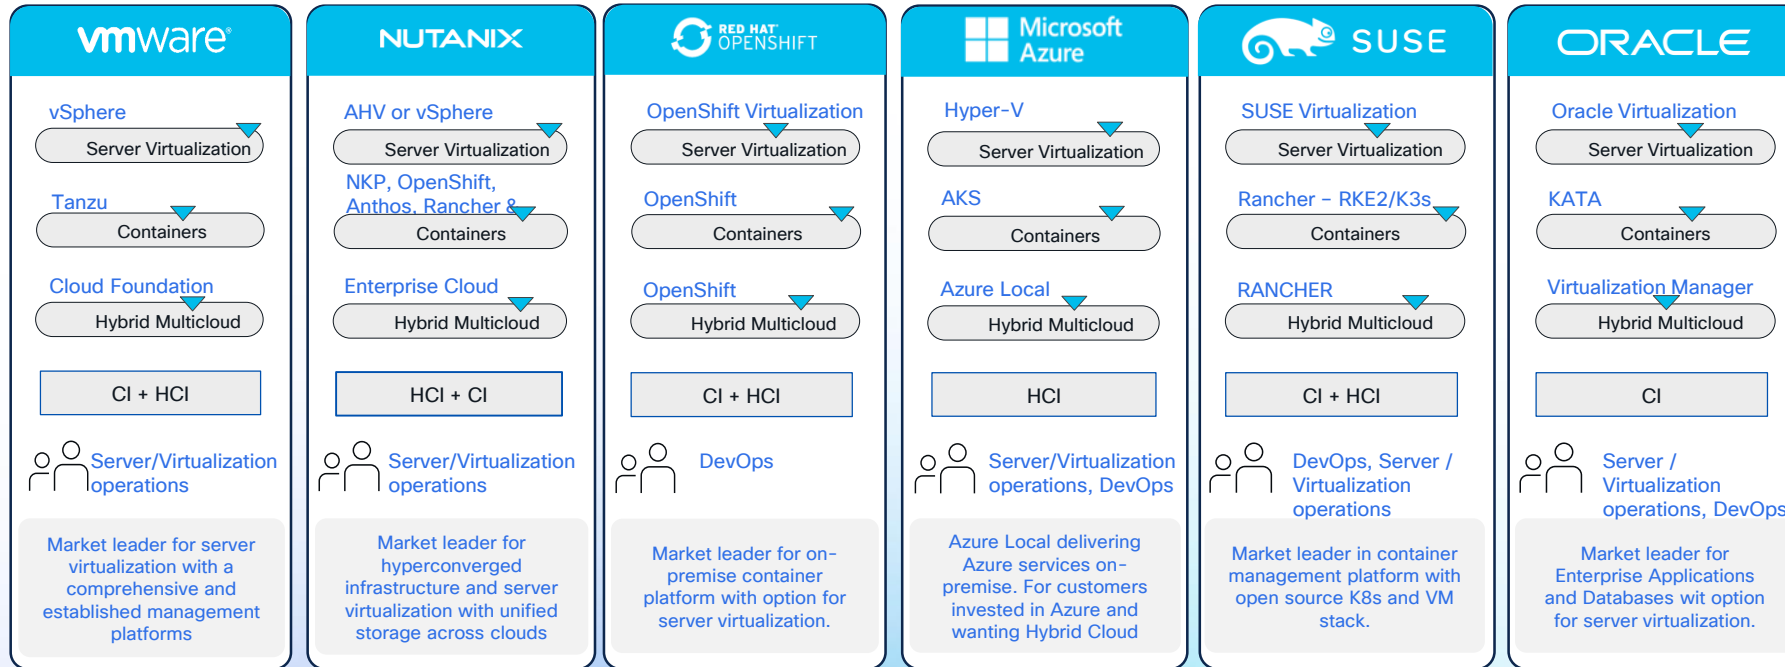 vmware®
vSphere
Server Virtualization
Tanzu
Containers
Cloud Foundation
Hybrid Multicloud
CI + HCI
Server/Virtualization
operations
Market leader for server
virtualization with a
comprehensive and
established management
platforms
NUTANIX
AHV or vSphere
Server Virtualization
NKP, OpenShift,
Anthos, Rancher &
Containers
Enterprise Cloud
Hybrid Multicloud
HCI + CI
Server/Virtualization
operations
Market leader for
hyperconverged
infrastructure and server
virtualization with unified
storage across clouds
RED HAT
OPENSHIFT
OpenShift Virtualization
Server Virtualization
OpenShift
Containers
OpenShift
Hybrid Multicloud
CI + HCI
DevOps
Market leader for on-
premise container
platform with option for
server virtualization.
Microsoft
Azure
Hyper-V
Server Virtualization
AKS
Containers
Azure Local
Hybrid Multicloud
HCI
Server/Virtualization
operations, DevOps
Azure Local delivering
Azure services on-
premise. For customers
invested in Azure and
wanting Hybrid Cloud
SUSE
SUSE Virtualization
Server Virtualization
Rancher – RKE2/K3s
Containers
RANCHER
Hybrid Multicloud
CI + HCI
DevOps, Server /
Virtualization
operations
Market leader in container
management platform with
open source K8s and VM
stack.
ORACLE
Oracle Virtualization
Server Virtualization
KATA
Containers
Virtualization Manager
Hybrid Multicloud
CI
Server /
Virtualization
operations, DevOps
Market leader for
Enterprise Applications
and Databases wit option
for server virtualization.